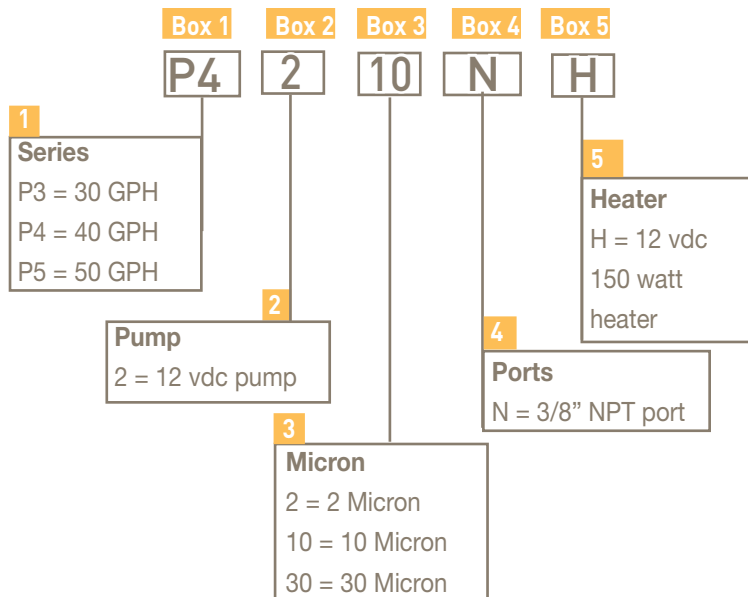 Box 1 Box 2 Box 3 Box 4 Box 5
P4 2 10 N H
1
Series
P3 = 30 GPH
P4 = 40 GPH
P5 = 50 GPH
5
Heater
H = 12 vdc
150 watt
heater
2
Pump
2 = 12 vdc pump
4
Ports
N = 3/8” NPT port
3
Micron
2 = 2 Micron
10 = 10 Micron
30 = 30 Micron